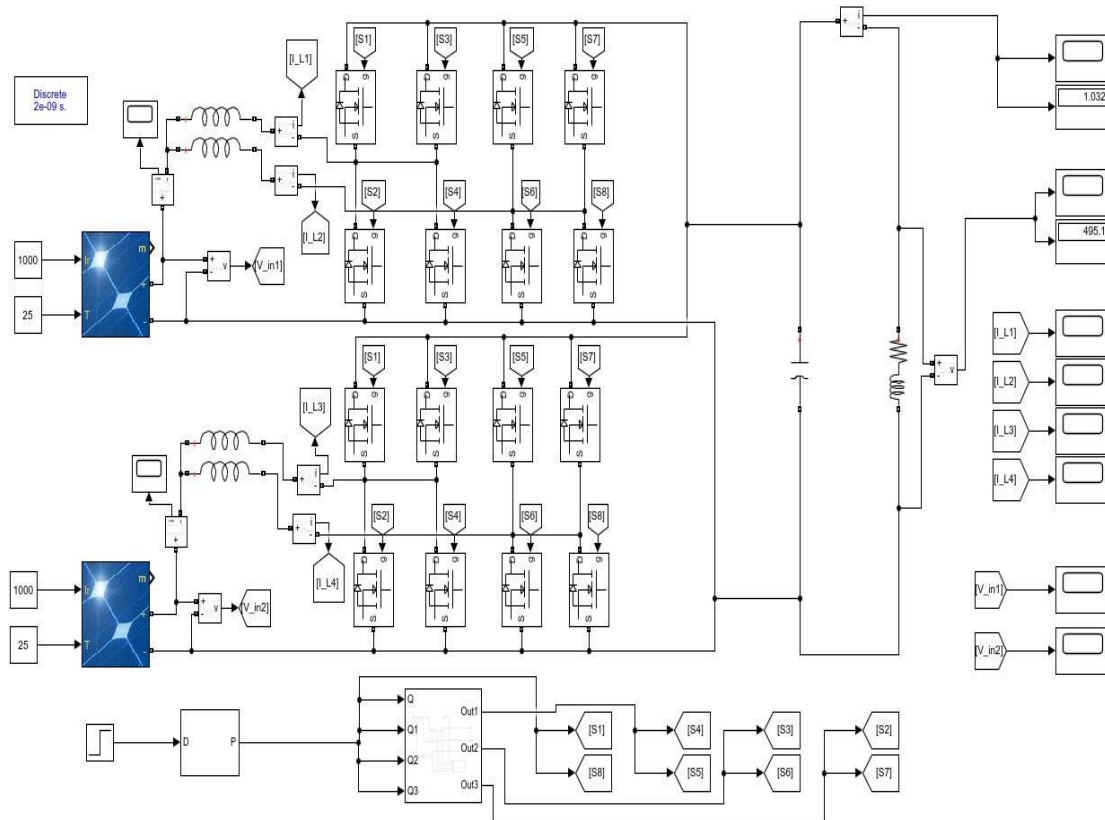 Discrete
2e-09 s.
[I_L1]
[S1]
[S3]
[S5]
[S7]
g
g
g
g
D
D
D
D
S
S
S
S
i
+
-
i
+
-
[I_L2]
[S2]
[S4]
[S6]
[S8]
g
g
g
g
D
D
D
D
S
S
S
S
1000
25
Ir
T
m
+
-
+
-
v
[V_in1]
i
+
-
1.032
495.1
[S1]
[S3]
[S5]
[S7]
g
g
g
g
D
D
D
D
S
S
S
S
[I_L3]
i
+
-
i
+
-
[I_L4]
[S2]
[S4]
[S6]
[S8]
g
g
g
g
D
D
D
D
S
S
S
S
+
-
v
[I_L1]
[I_L2]
[I_L3]
[I_L4]
1000
25
Ir
T
m
+
-
+
-
v
[V_in2]
[V_in1]
[V_in2]
D
P
Q
Q1
Q2
Q3
Out1
Out2
Out3
[S1]
[S4]
[S3]
[S2]
[S8]
[S5]
[S6]
[S7]